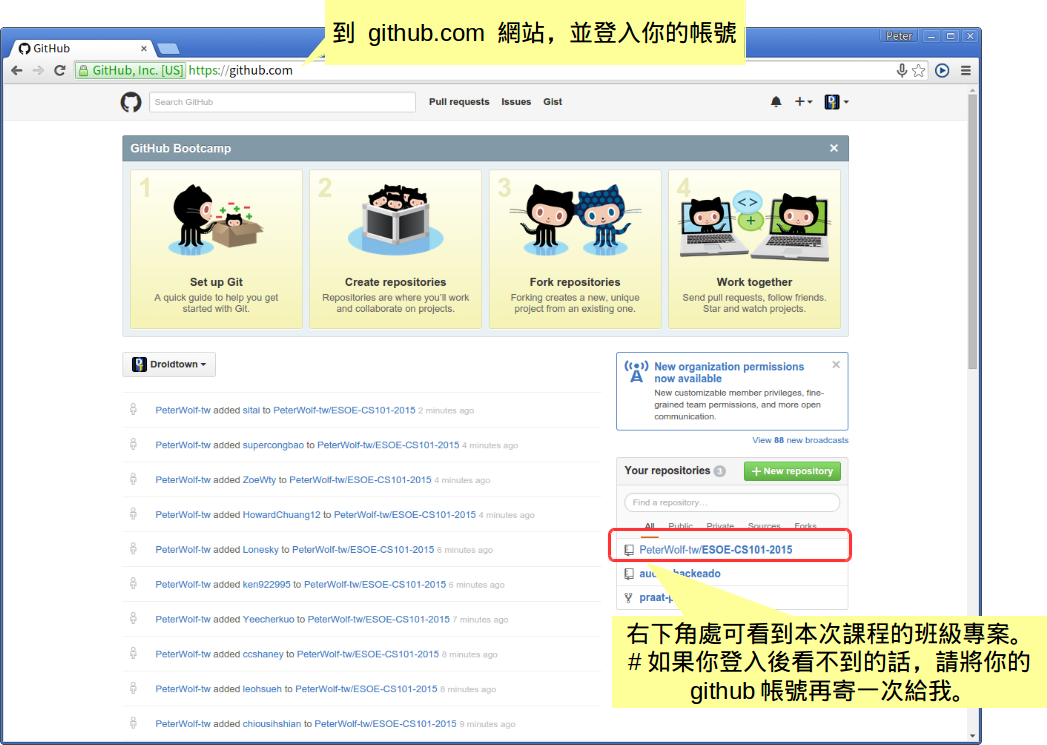 到 github.com 網站，並登入你的帳號
GitHub
Peter
GitHub, Inc. [US] https://github.com
Search GitHub
Pull requests Issues Gist
GitHub Bootcamp
1
2
3
4
Set up Git
A quick guide to help you get
started with Git.
Create repositories
Repositories are where you'll work
and collaborate on projects.
Fork repositories
Forking creates a new, unique
project from an existing one.
Work together
Send pull requests, follow friends.
Star and watch projects.
Droidtown
PeterWolf-tw added sitai to PeterWolf-tw/ESOE-CS101-2015 2 minutes ago
PeterWolf-tw added supercongbao to PeterWolf-tw/ESOE-CS101-2015 4 minutes ago
PeterWolf-tw added ZoeWty to PeterWolf-tw/ESOE-CS101-2015 4 minutes ago
PeterWolf-tw added HowardChuang12 to PeterWolf-tw/ESOE-CS101-2015 4 minutes ago
PeterWolf-tw added Lonesky to PeterWolf-tw/ESOE-CS101-2015 6 minutes ago
PeterWolf-tw added ken922995 to PeterWolf-tw/ESOE-CS101-2015 6 minutes ago
PeterWolf-tw added Yeecherkuo to PeterWolf-tw/ESOE-CS101-2015 7 minutes ago
PeterWolf-tw added ccshaney to PeterWolf-tw/ESOE-CS101-2015 8 minutes ago
PeterWolf-tw added leohsueh to PeterWolf-tw/ESOE-CS101-2015 8 minutes ago
PeterWolf-tw added chiousihshian to PeterWolf-tw/ESOE-CS101-2015 9 minutes ago
New organization permissions
now available
New customizable member privileges, fine-
grained team permissions, and more open
communication.
View 88 new broadcasts
Your repositories 3
+ New repository
Find a repository…
All Public Private Sources Forks
PeterWolf-tw/ESOE-CS101-2015
右下角處可看到本次課程的班級專案。
# 如果你登入後看不到的話，請將你的
github 帳號再寄一次給我。